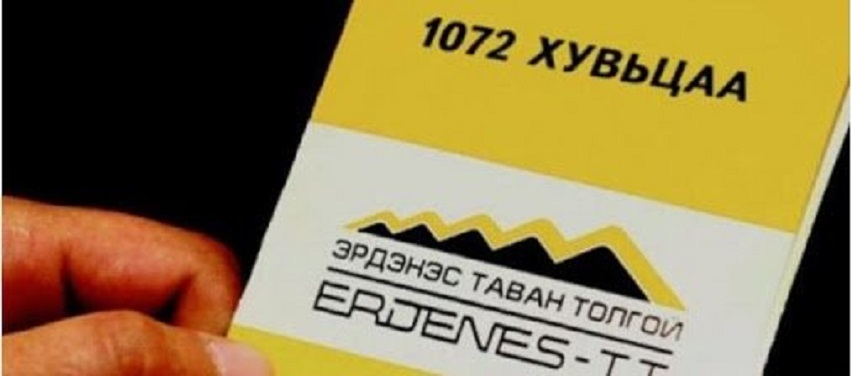 1072 ХУВЬЦАА
ЭРДЭНЭС ТАВАН ТОЛГОЙ
ERDENES-TT